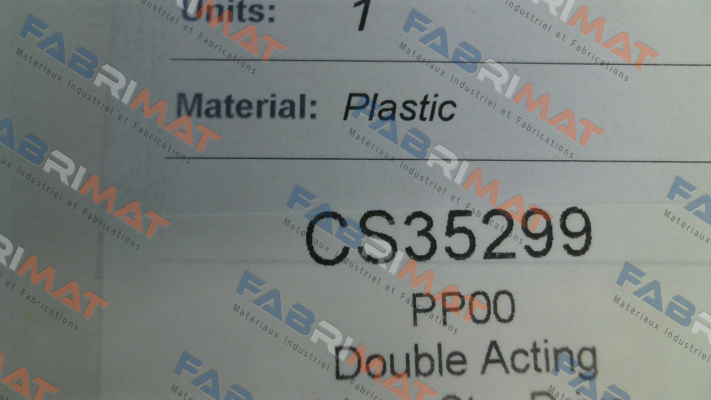 Units: 1
Material: Plastic
CS35299
PP00
Double Acting
FABRIMAT
Materiaux Industriel et Fabrications